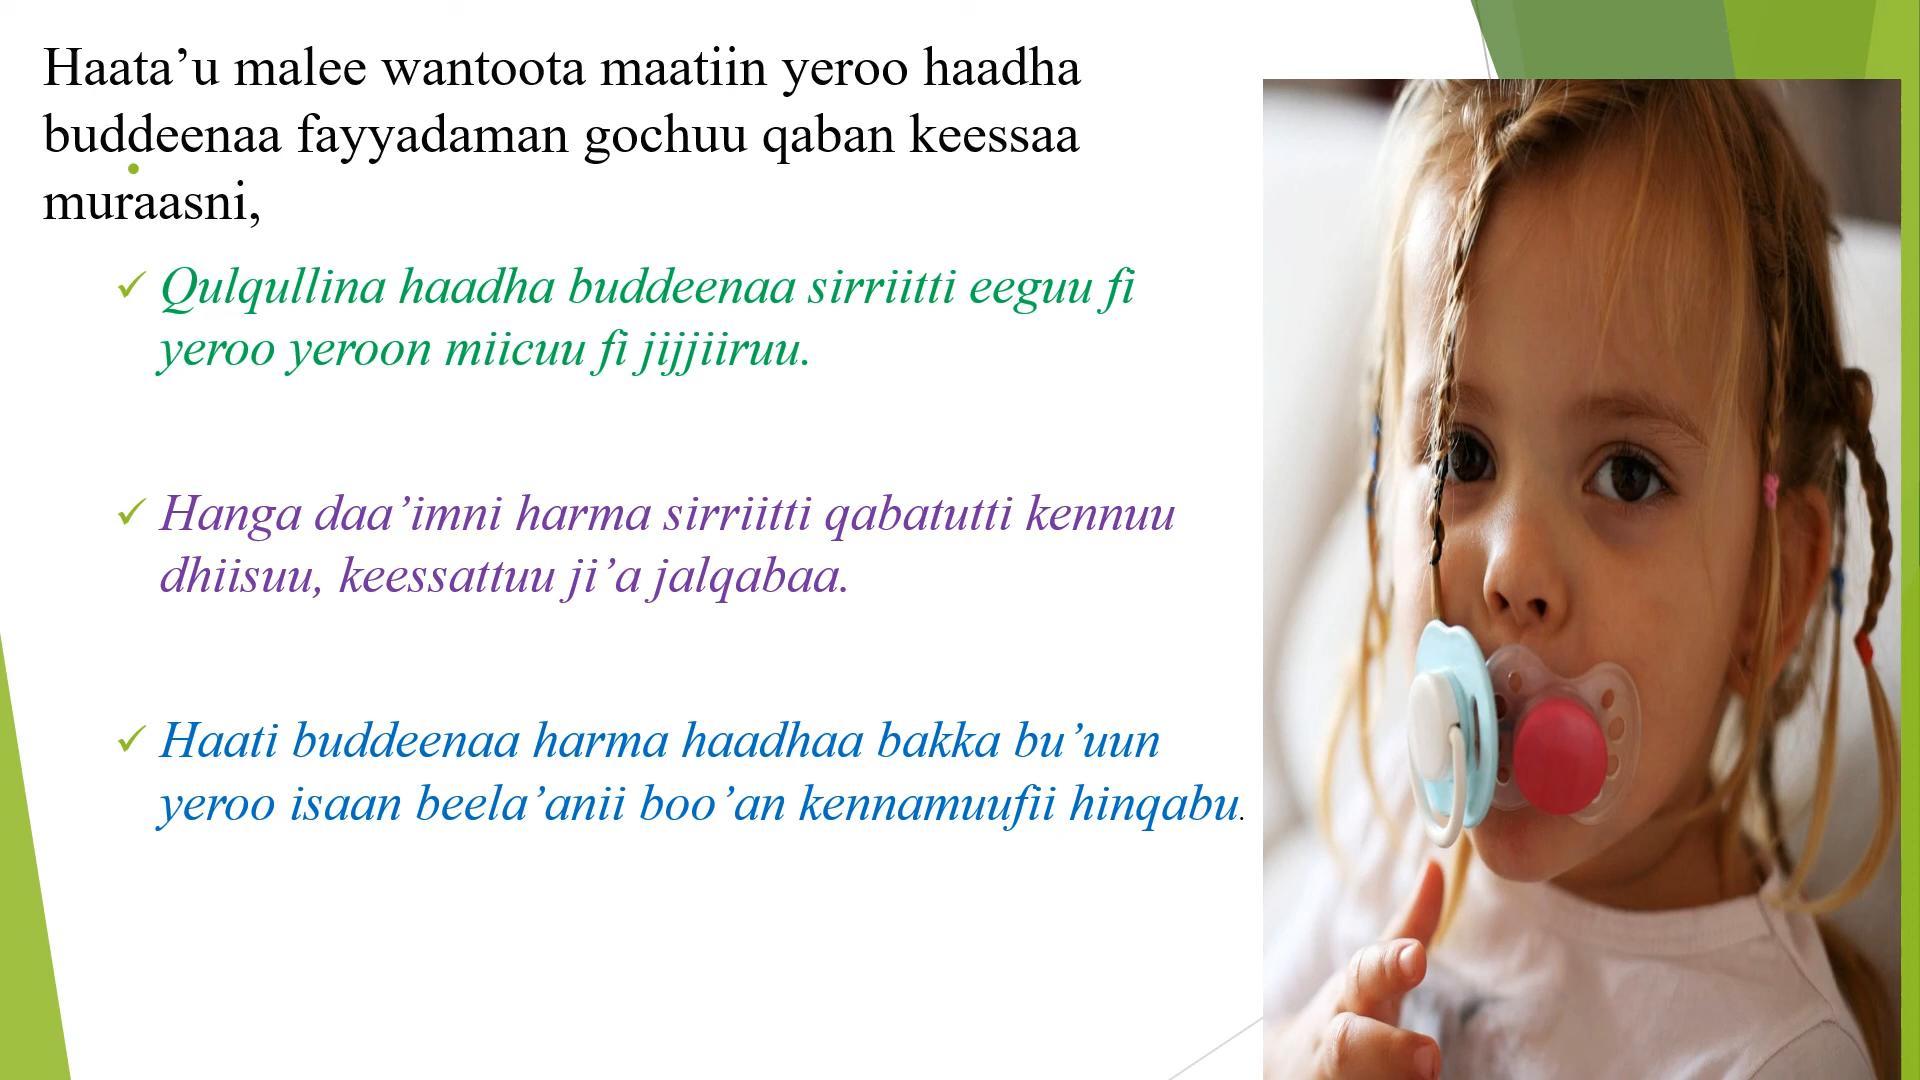 Haata’u malee wantoota maatiin yeroo haadha
buddeenaa fayyadaman gochuu qaban keessaa
muraasni,
Qulqullina haadha buddeenaa sirriitti eeguu fi
yeroo yeroon miicuu fi jijjiiruu.
Hanga daa’imni harma sirriitti qabatutti kennuu
dhiisuu, keessattuu ji’a jalqabaa.
Haati buddeenaa harma haadhaa bakka bu’uun
yeroo isaan beela’anii boo’an kennamuufii hinqabu.